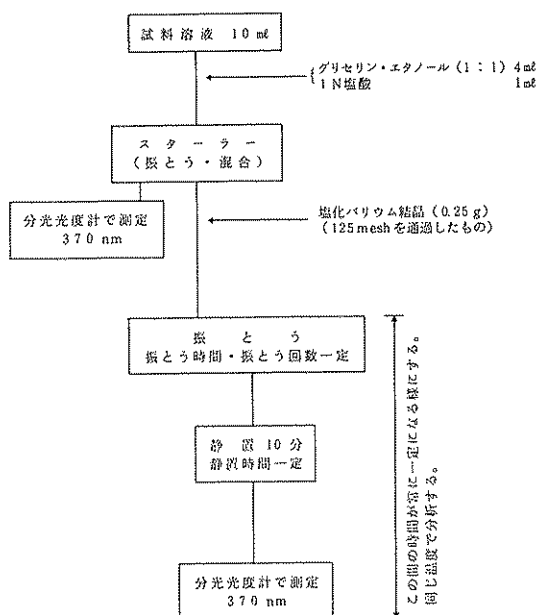 試料溶液 10 ㎖
グリセリン・エタノール (1:1) 4㎖
1N塩酸 1㎖
スターラー
(振とう・混合)
分光光度計で測定
370 nm
塩化バリウム結晶 (0.25g)
(125 meshを通過したもの)
振とう
振とう時間・振とう回数一定
静置 10分
静置時間一定
この間の時間が常に一定になる様にする。
同じ温度で分析する。
分光光度計で測定
370 nm